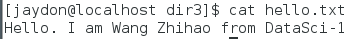 [jaydon@localhost dir3]$ cat hello.txt
Hello. I am Wang Zhihao from DataSci-1